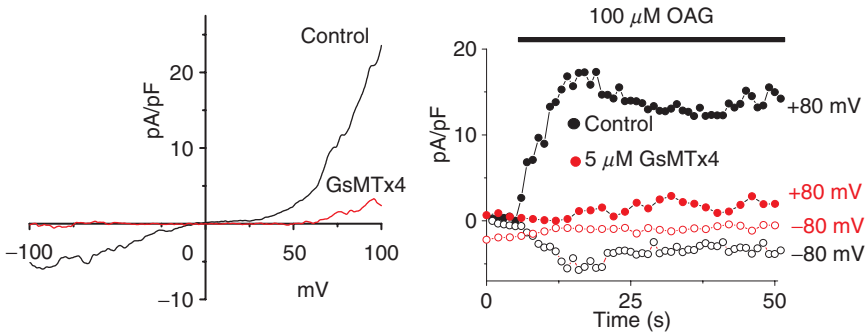 pA/pF
20
10
0
−10
−100
0
50
100
mV
Control
GsMTx4
100 μM OAG
pA/pF
20
10
0
0
25
50
Time (s)
Control
5 μM GsMTx4
+80 mV
+80 mV
−80 mV
−80 mV